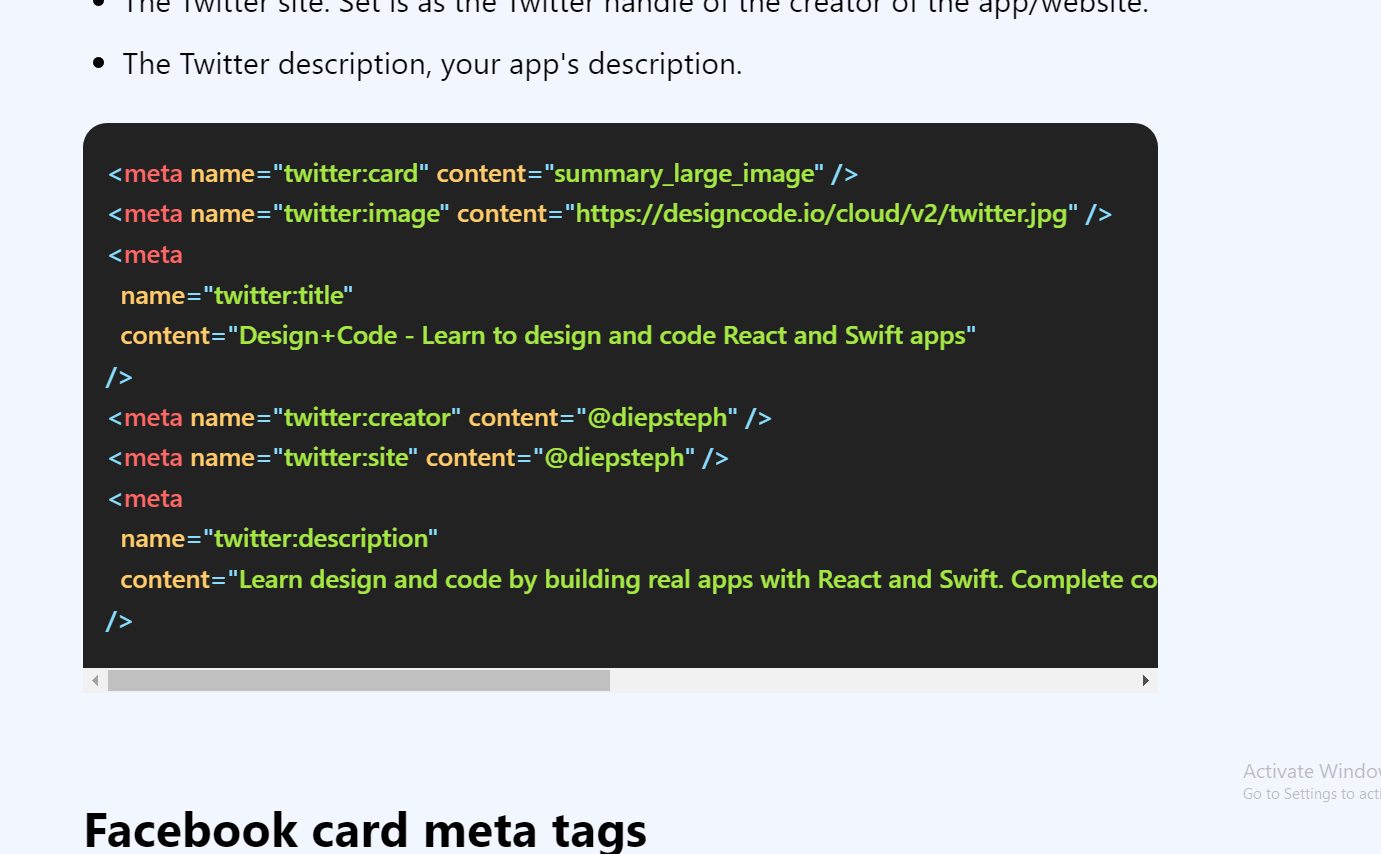 The Twitter site. Set is as the Twitter handle of the creator of the app/website.
The Twitter description, your app's description.
<meta name="twitter:card" content="summary_large_image" />
<meta name="twitter:image" content="https://designcode.io/cloud/v2/twitter.jpg" />
<meta
name="twitter:title"
content="Design+Code - Learn to design and code React and Swift apps"
/>
<meta name="twitter:creator" content="@diepsteph" />
<meta name="twitter:site" content="@diepsteph" />
<meta
name="twitter:description"
content="Learn design and code by building real apps with React and Swift. Complete co
/>
Activate Windo
Go to Settings to acti
Facebook card meta tags